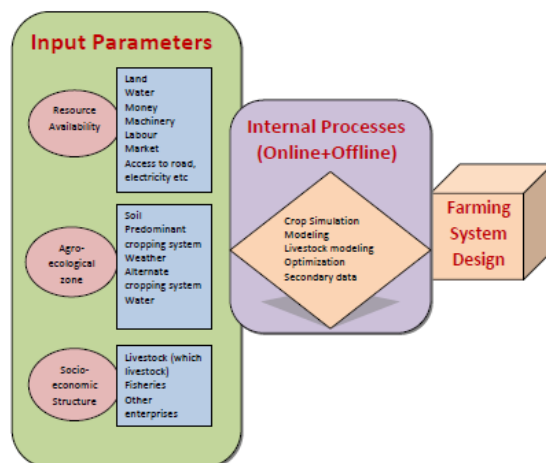 Input Parameters
Resource
Availability
Land
Water
Money
Machinery
Labour
Market
Access to road,
electricity etc
Agro-
ecological
zone
Soil
Predominant
cropping system
Weather
Alternate
cropping system
Water
Socio-
economic
Structure
Livestock (which
livestock)
Fisheries
Other
enterprises
Internal Processes
(Online+Offline)
Crop Simulation
Modeling
Livestock modeling
Optimization
Secondary data
Farming
System
Design